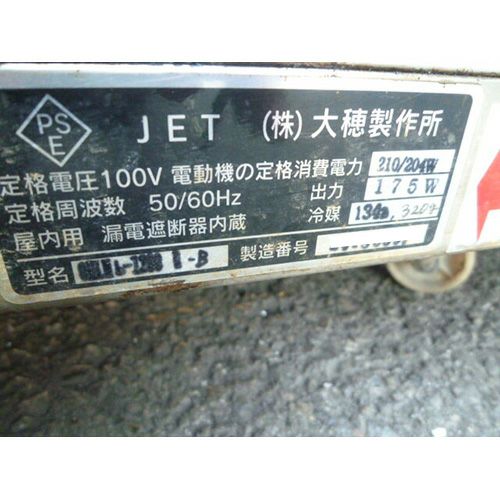 PS
E
JET (株)大穂製作所
定格電圧100V 電動機の定格消費電力 210/204W
定格周波数 50/60Hz 出力 175W
屋内用 漏電遮断器内蔵 冷媒 134a, 320g
型名 製造番号